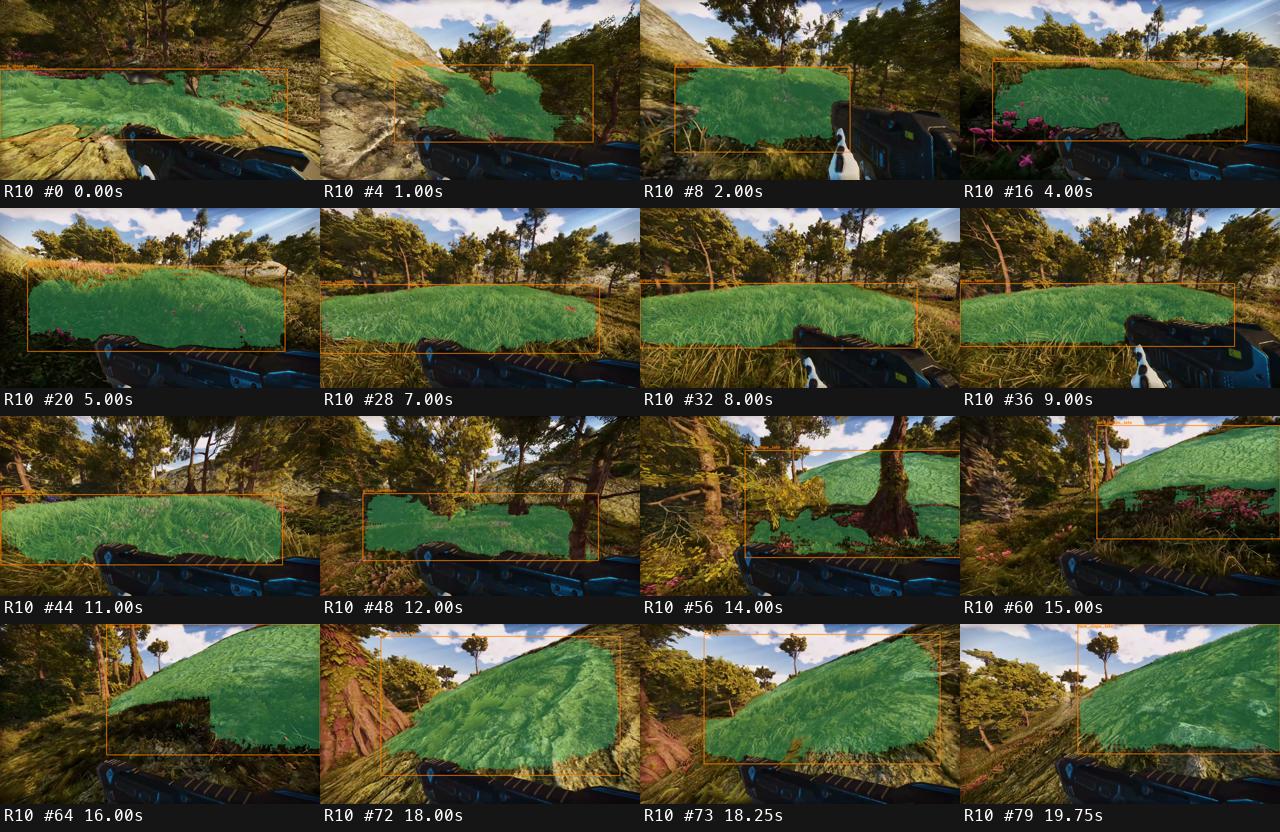 R10 #0 0.00s
R10 #4 1.00s
R10 #8 2.00s
R10 #16 4.00s
R10 #20 5.00s
R10 #28 7.00s
R10 #32 8.00s
R10 #36 9.00s
R10 #44 11.00s
R10 #48 12.00s
R10 #56 14.00s
R10 #60 15.00s
R10 #64 16.00s
R10 #72 18.00s
R10 #73 18.25s
R10 #79 19.75s